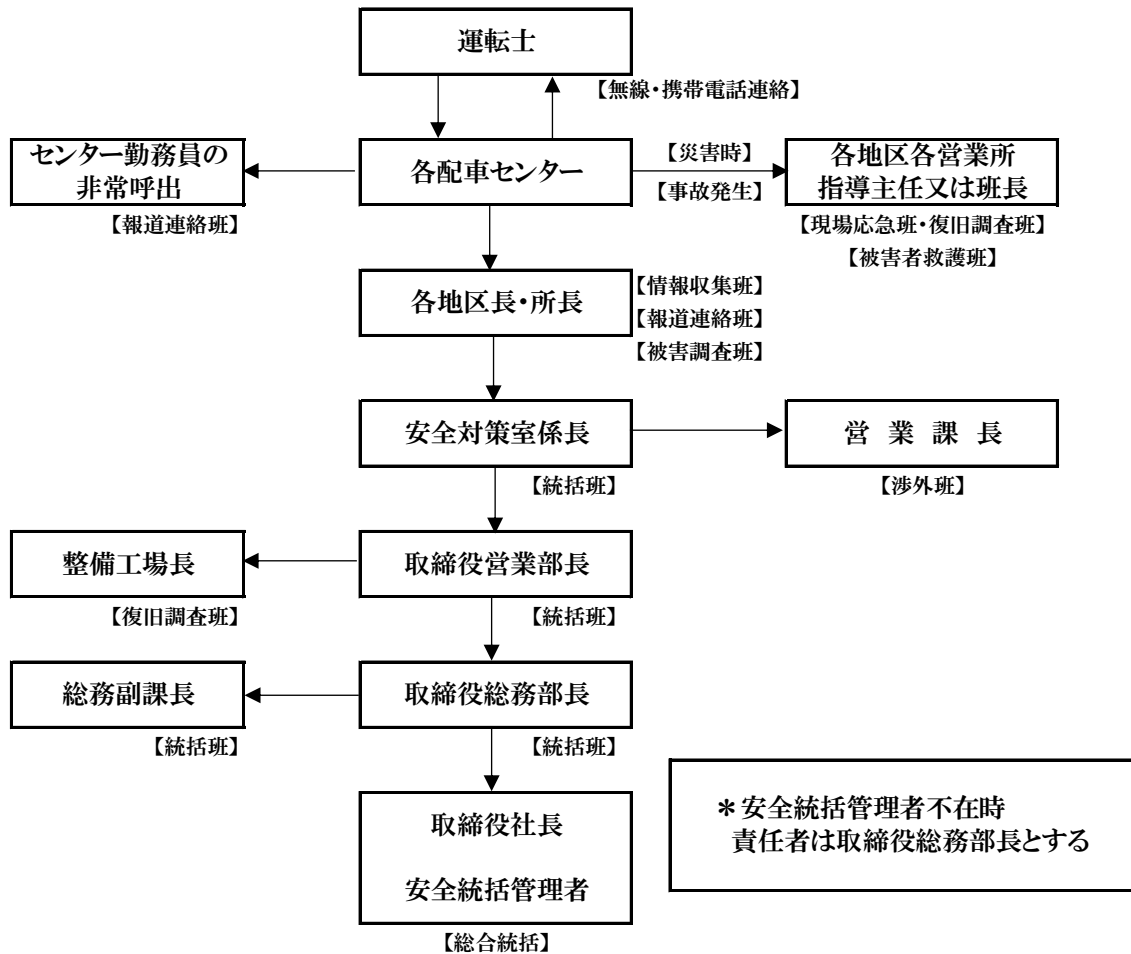 運転士
【無線・携帯電話連絡】
センター勤務員の
非常呼出
【報道連絡班】
各配車センター
【災害時】
【事故発生】
各地区各営業所
指導主任又は班長
【現場応急班・復旧調査班】
【被害者救護班】
各地区長・所長
【情報収集班】
【報道連絡班】
【被害調査班】
安全対策室係長
【統括班】
営 業 課 長
【渉外班】
整備工場長
【復旧調査班】
取締役営業部長
【統括班】
総務副課長
【統括班】
取締役総務部長
【統括班】
取締役社長
安全統括管理者
【総合統括】
＊安全統括管理者不在時
責任者は取締役総務部長とする